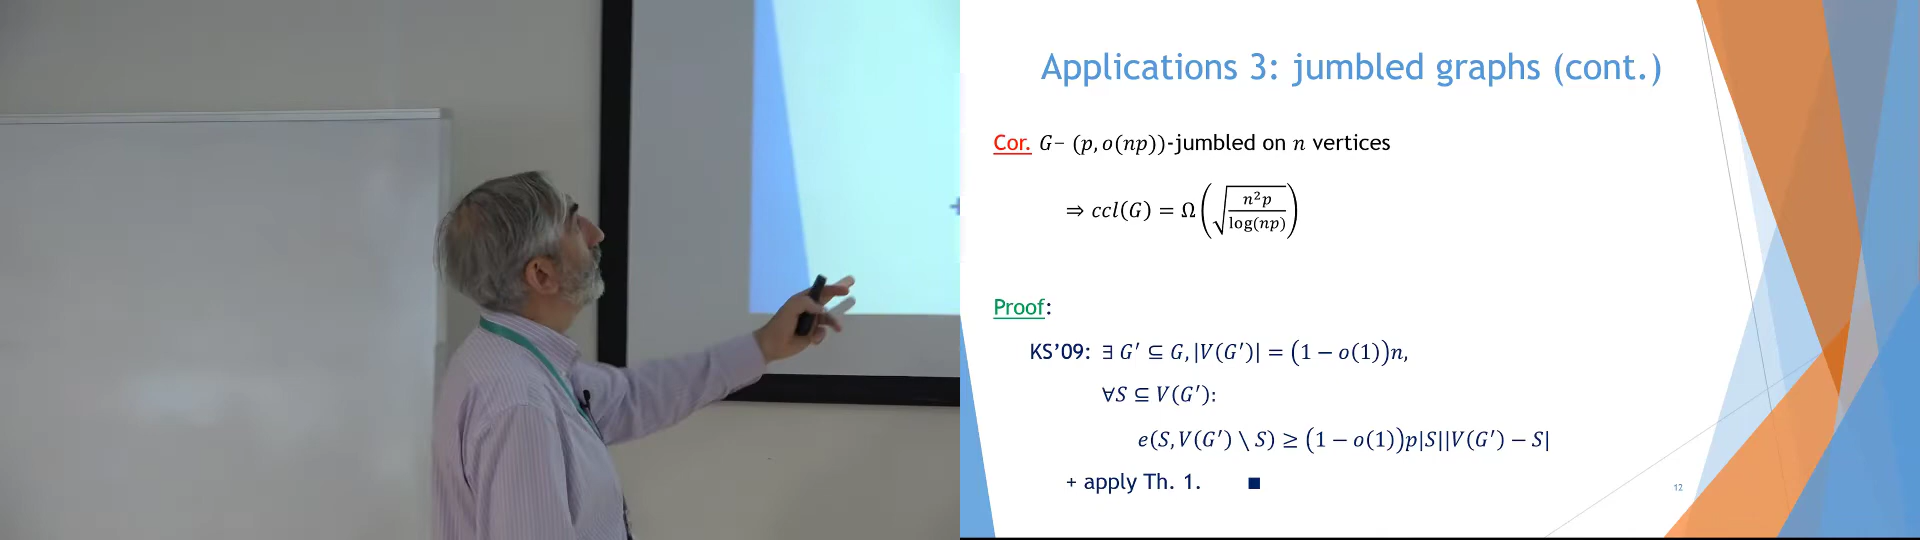 Applications 3: jumbled graphs (cont.)
Cor. G− (p, o(np))-jumbled on n vertices
⇒ ccl(G) = Ω(√(n²p / log(np)))
Proof:
KS’09: ∃ G′ ⊆ G, |V(G′)| = (1 − o(1))n,
∀S ⊆ V(G′):
e(S, V(G′) \ S) ≥ (1 − o(1))p|S||V(G′) − S|
+ apply Th. 1. ■
12